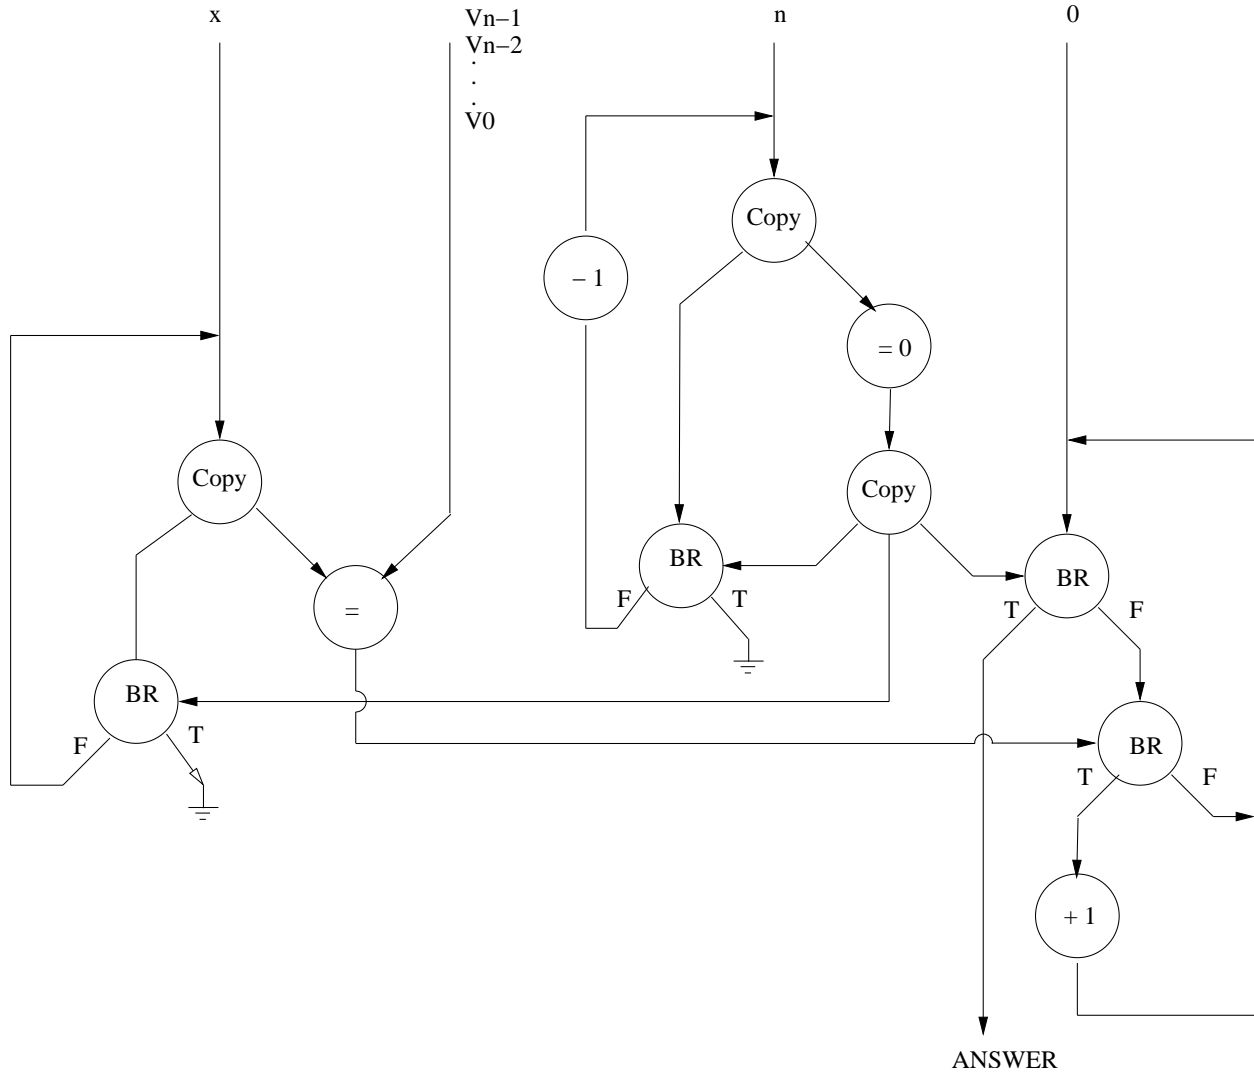 x
Vn−1
n
0
Vn−2
.
.
.
V0
Copy
− 1
= 0
Copy
Copy
BR
BR
F
T
T
F
=
BR
F
T
BR
T
F
+ 1
ANSWER